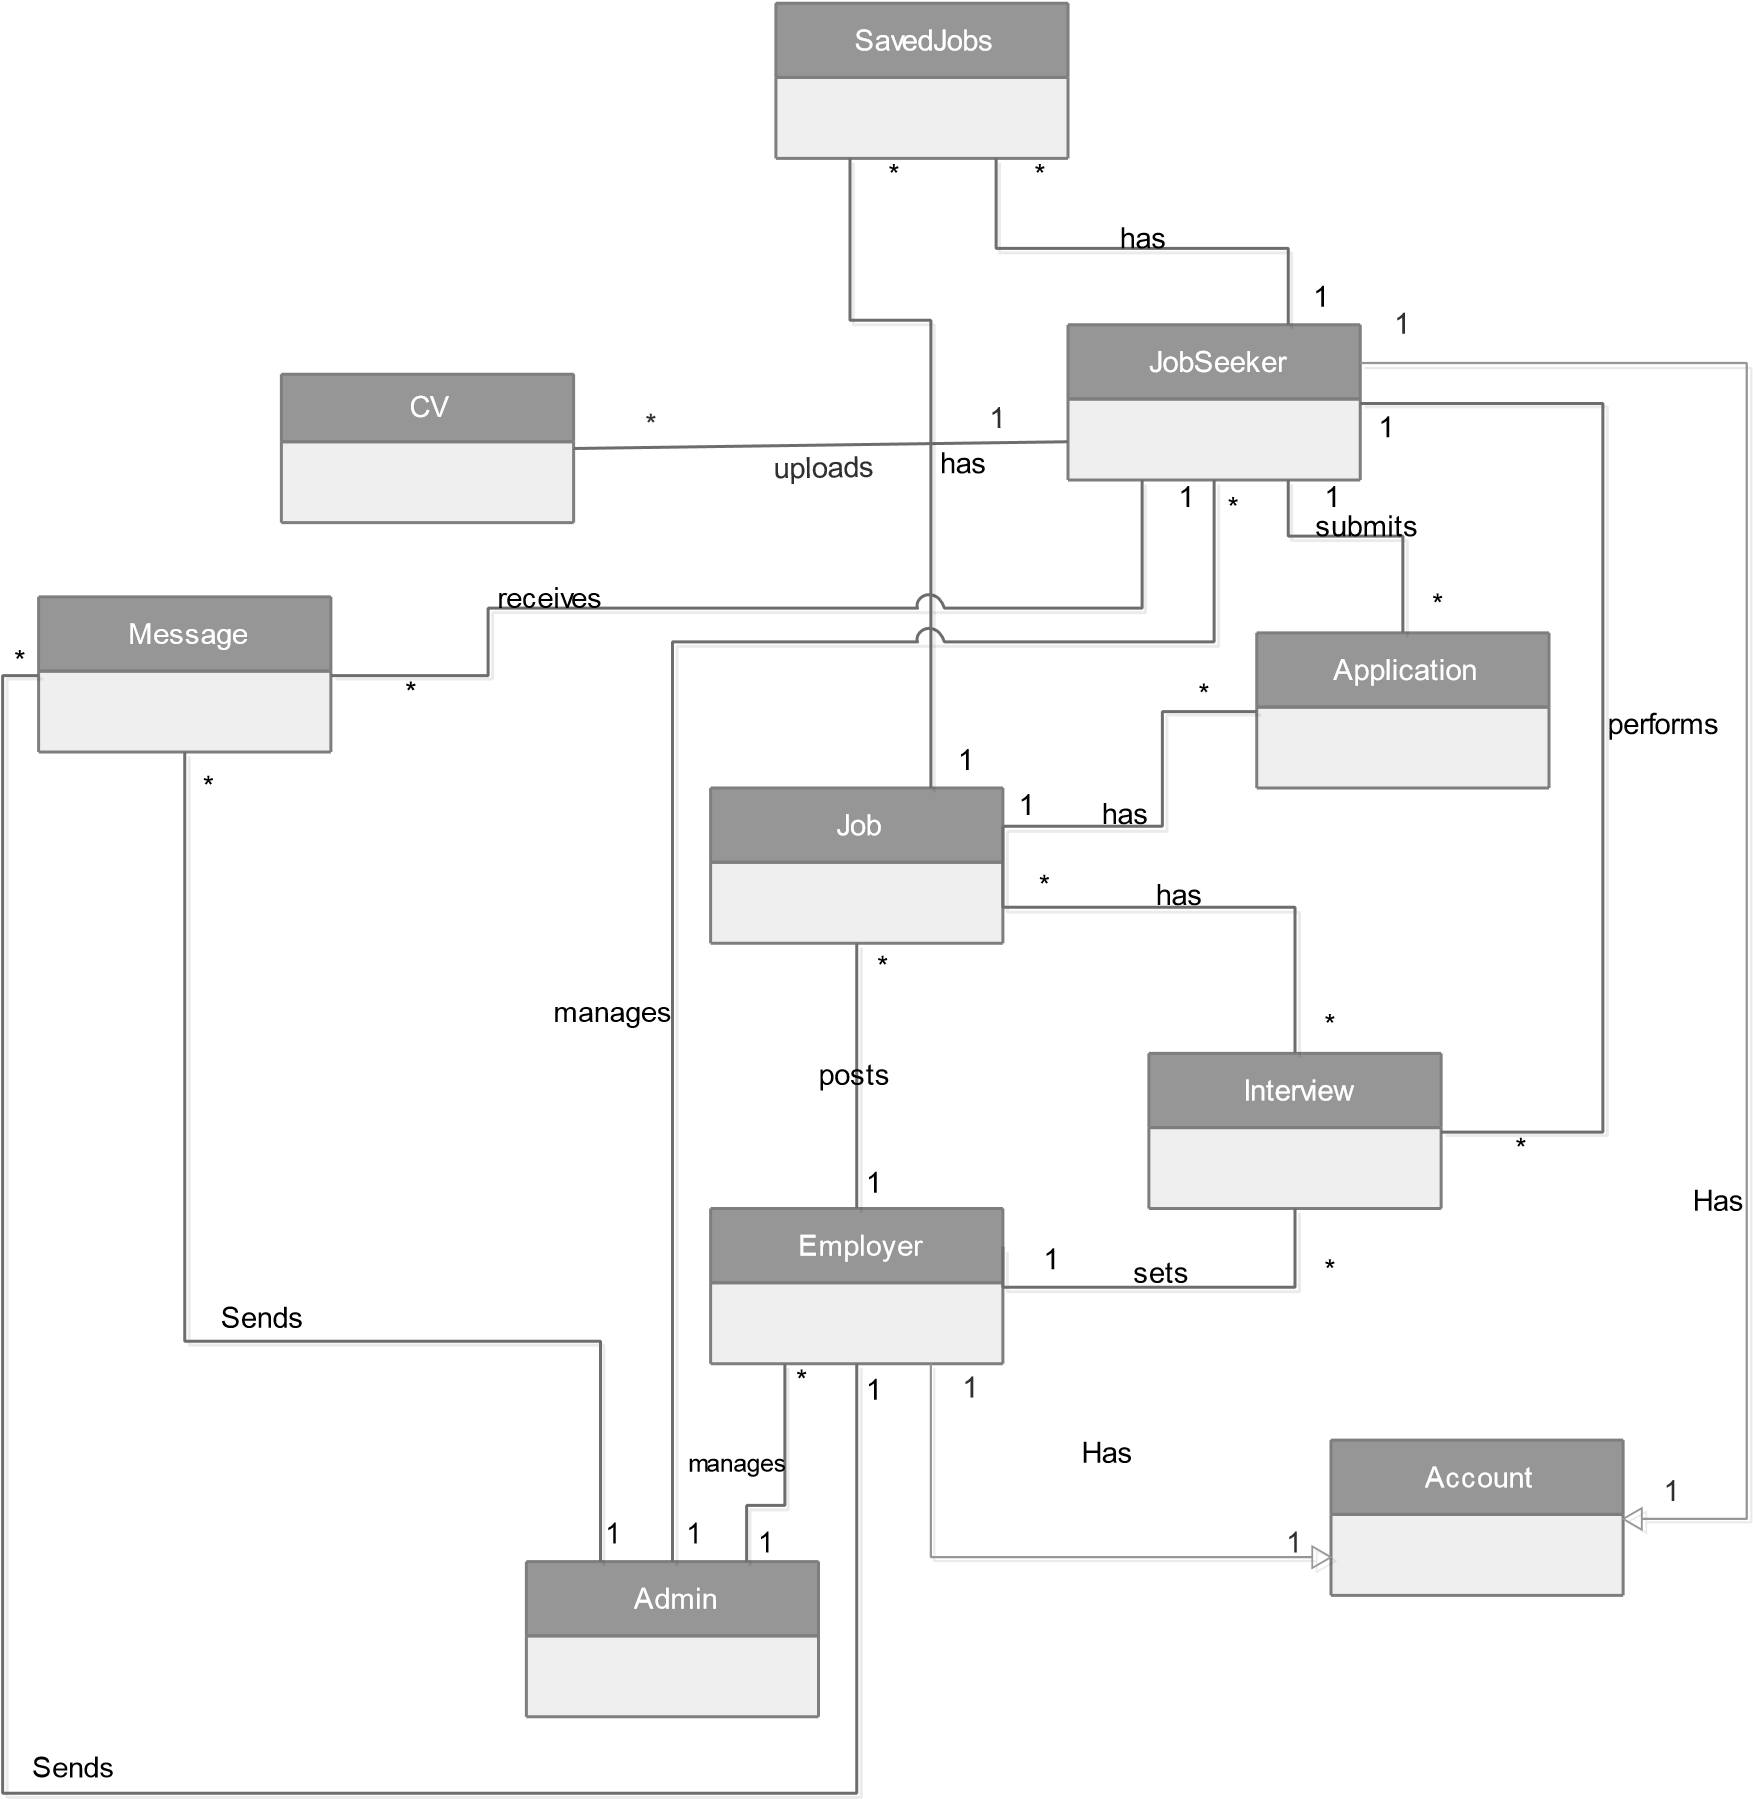 SavedJobs
*
*
has
1
1
JobSeeker
CV
*
1
1
uploads
has
1
*
1
submits
receives
*
Message
*
*
Application
*
performs
*
1
1
has
Job
*
has
*
manages
*
posts
Interview
*
1
Has
Employer
1
sets
*
Sends
*
1
1
manages
Has
Account
1
1
1
1
1
Admin
Sends